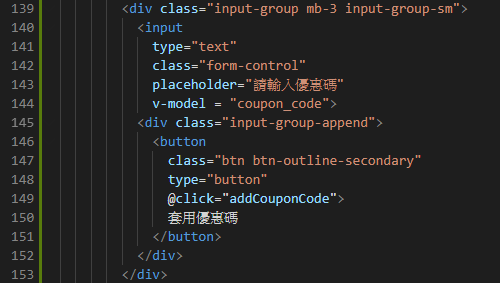 139 <div class="input-group mb-3 input-group-sm">
140 <input
141 type="text"
142 class="form-control"
143 placeholder="請輸入優惠碼"
144 v-model = "coupon_code">
145 <div class="input-group-append">
146 <button
147 class="btn btn-outline-secondary"
148 type="button"
149 @click="addCouponCode">
150 套用優惠碼
151 </button>
152 </div>
153 </div>